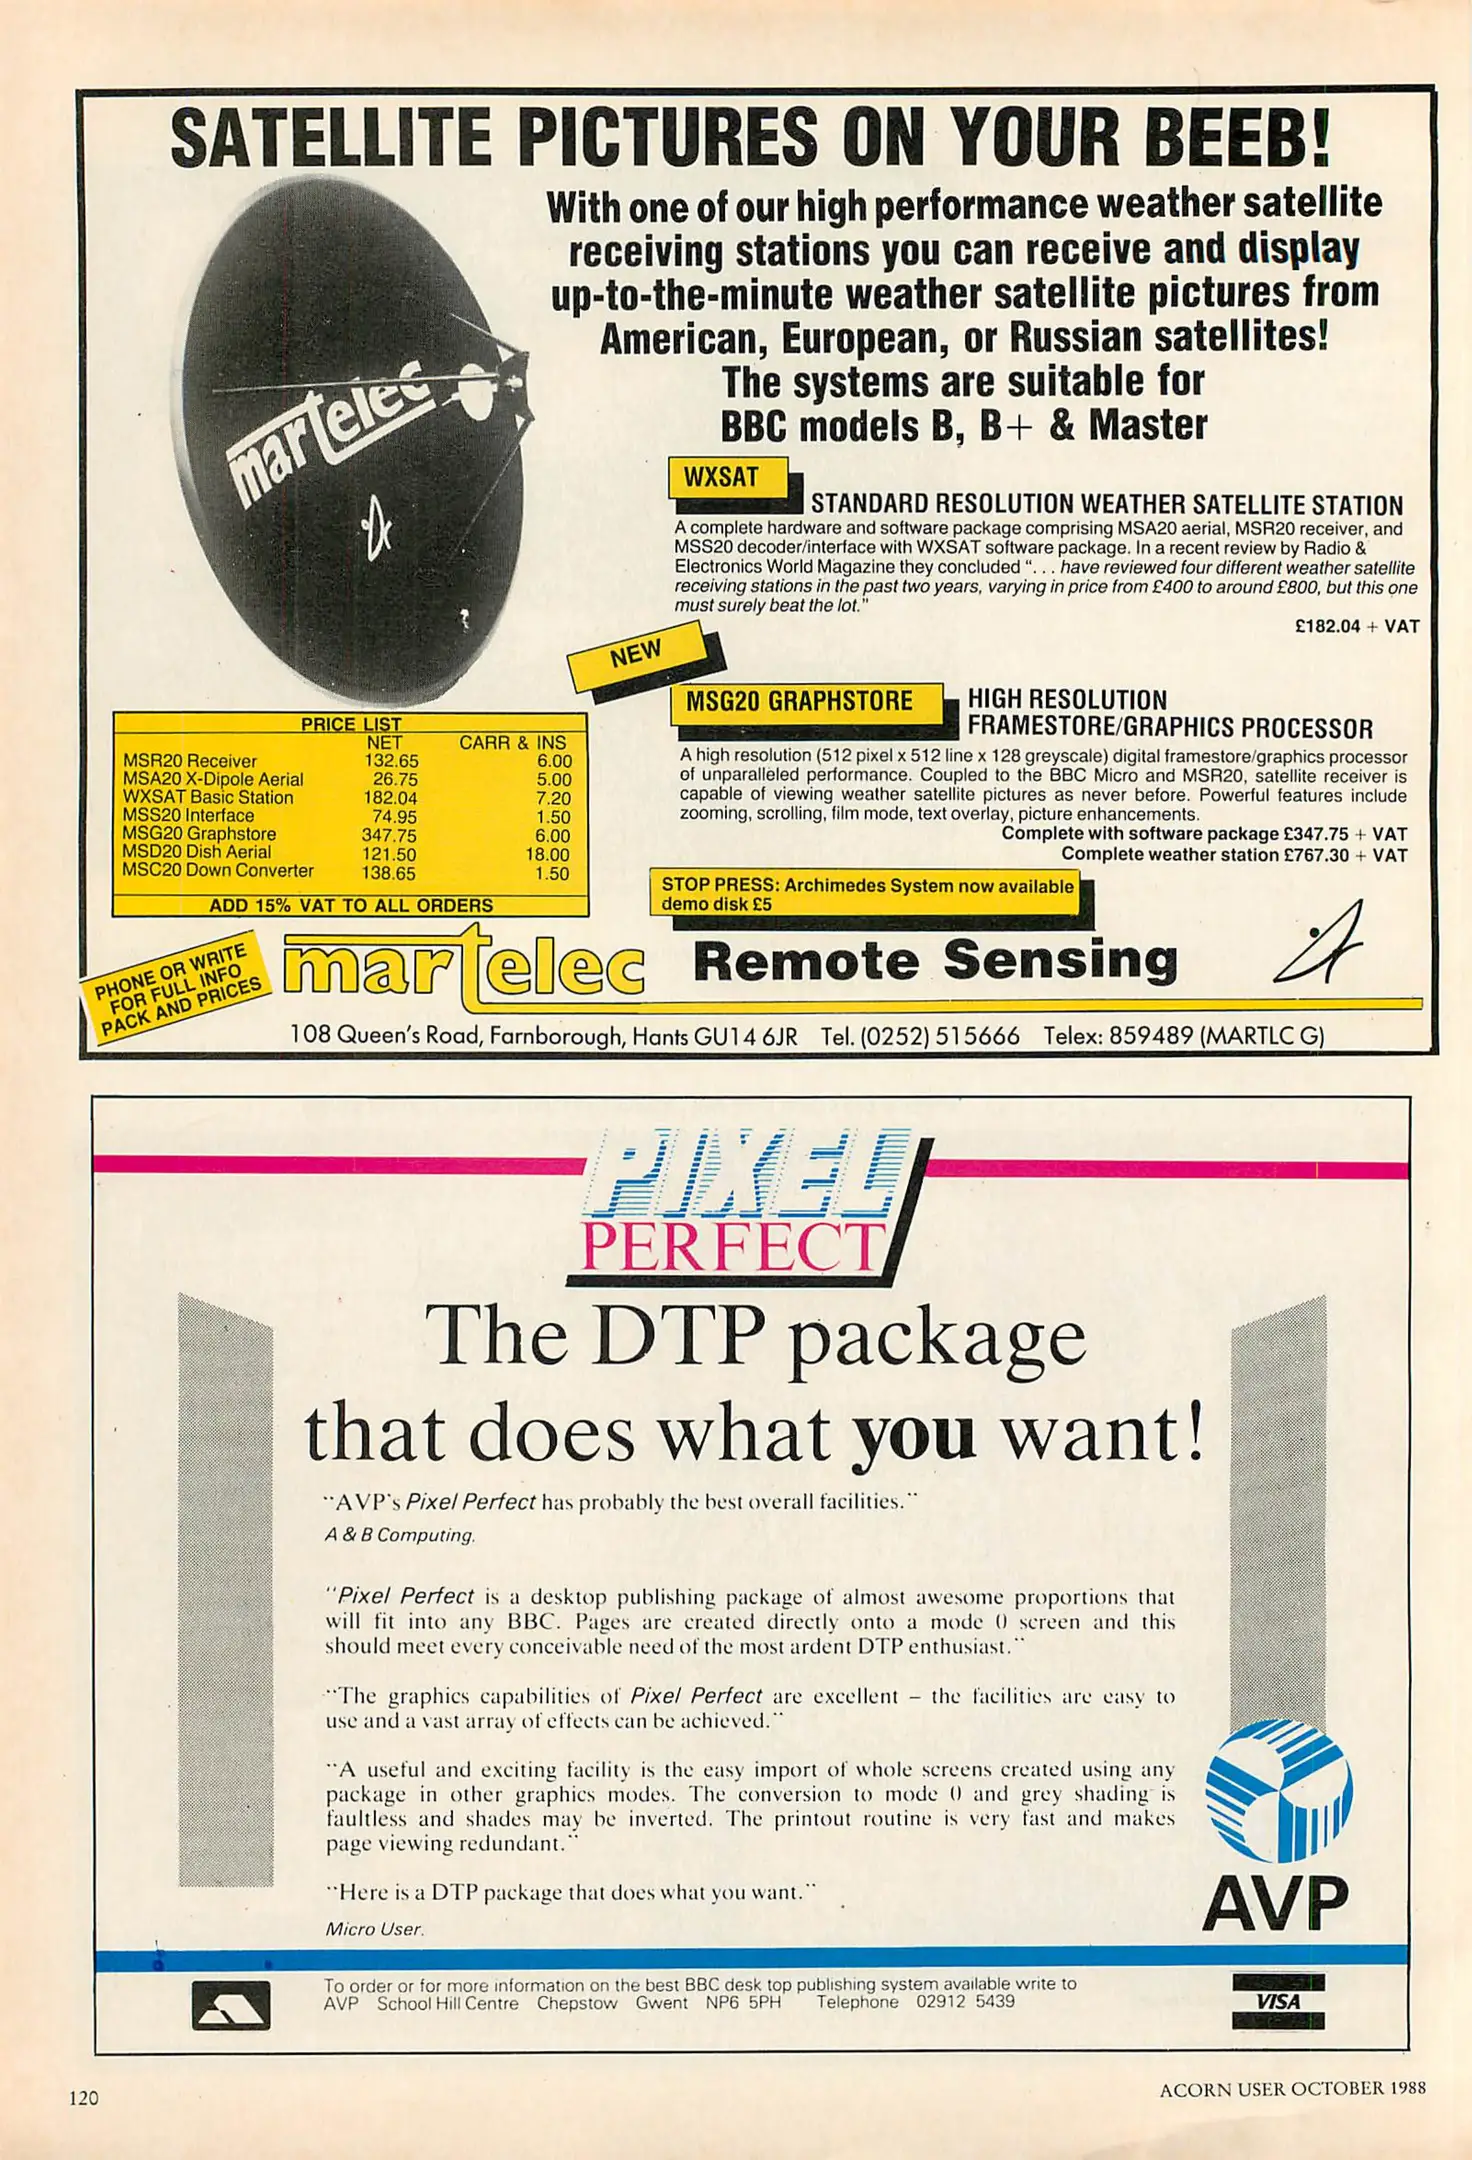 SATELLITE PICTURES ON YOUR BEEB!
With one of our high performance weather satellite
receiving stations you can receive and display
up-to-the-minute weather satellite pictures from
American, European, or Russian satellites!
The systems are suitable for
BBC models B, B+ & Master
martelec
WXSAT
STANDARD RESOLUTION WEATHER SATELLITE STATION
A complete hardware and software package comprising MSA20 aerial, MSR20 receiver, and
MSS20 decoder/interface with WXSAT software package. In a recent review by Radio &
Electronics World Magazine they concluded “. . . have reviewed four different weather satellite
receiving stations in the past two years, varying in price from £400 to around £800, but this one
must surely beat the lot.”
£182.04 + VAT
NEW
MSG20 GRAPHSTORE
HIGH RESOLUTION
FRAMESTORE/GRAPHICS PROCESSOR
A high resolution (512 pixel x 512 line x 128 greyscale) digital framestore/graphics processor
of unparalleled performance. Coupled to the BBC Micro and MSR20, satellite receiver is
capable of viewing weather satellite pictures as never before. Powerful features include
zooming, scrolling, film mode, text overlay, picture enhancements.
Complete with software package £347.75 + VAT
Complete weather station £767.30 + VAT
PRICE LIST
NET CARR & INS
MSR20 Receiver 132.65 6.00
MSA20 X-Dipole Aerial 26.75 5.00
WXSAT Basic Station 182.04 7.20
MSS20 Interface 74.95 1.50
MSG20 Graphstore 347.75 6.00
MSD20 Dish Aerial 121.50 18.00
MSC20 Down Converter 138.65 1.50
ADD 15% VAT TO ALL ORDERS
STOP PRESS: Archimedes System now available
demo disk £5
PHONE OR WRITE
FOR FULL INFO
PACK AND PRICES
martelec Remote Sensing
108 Queen's Road, Farnborough, Hants GU14 6JR Tel. (0252) 515666 Telex: 859489 (MARTLC G)
PIXEL
PERFECT
The DTP package
that does what you want!
"AVP's Pixel Perfect has probably the best overall facilities."
A & B Computing.
"Pixel Perfect is a desktop publishing package of almost awesome proportions that
will fit into any BBC. Pages are created directly onto a mode 0 screen and this
should meet every conceivable need of the most ardent DTP enthusiast."
"The graphics capabilities of Pixel Perfect are excellent – the facilities are easy to
use and a vast array of effects can be achieved."
"A useful and exciting facility is the easy import of whole screens created using any
package in other graphics modes. The conversion to mode 0 and grey shading is
faultless and shades may be inverted. The printout routine is very fast and makes
page viewing redundant."
"Here is a DTP package that does what you want."
Micro User.
AVP
To order or for more information on the best BBC desk top publishing system available write to
AVP School Hill Centre Chepstow Gwent NP6 5PH Telephone 02912 5439
VISA
120
ACORN USER OCTOBER 1988